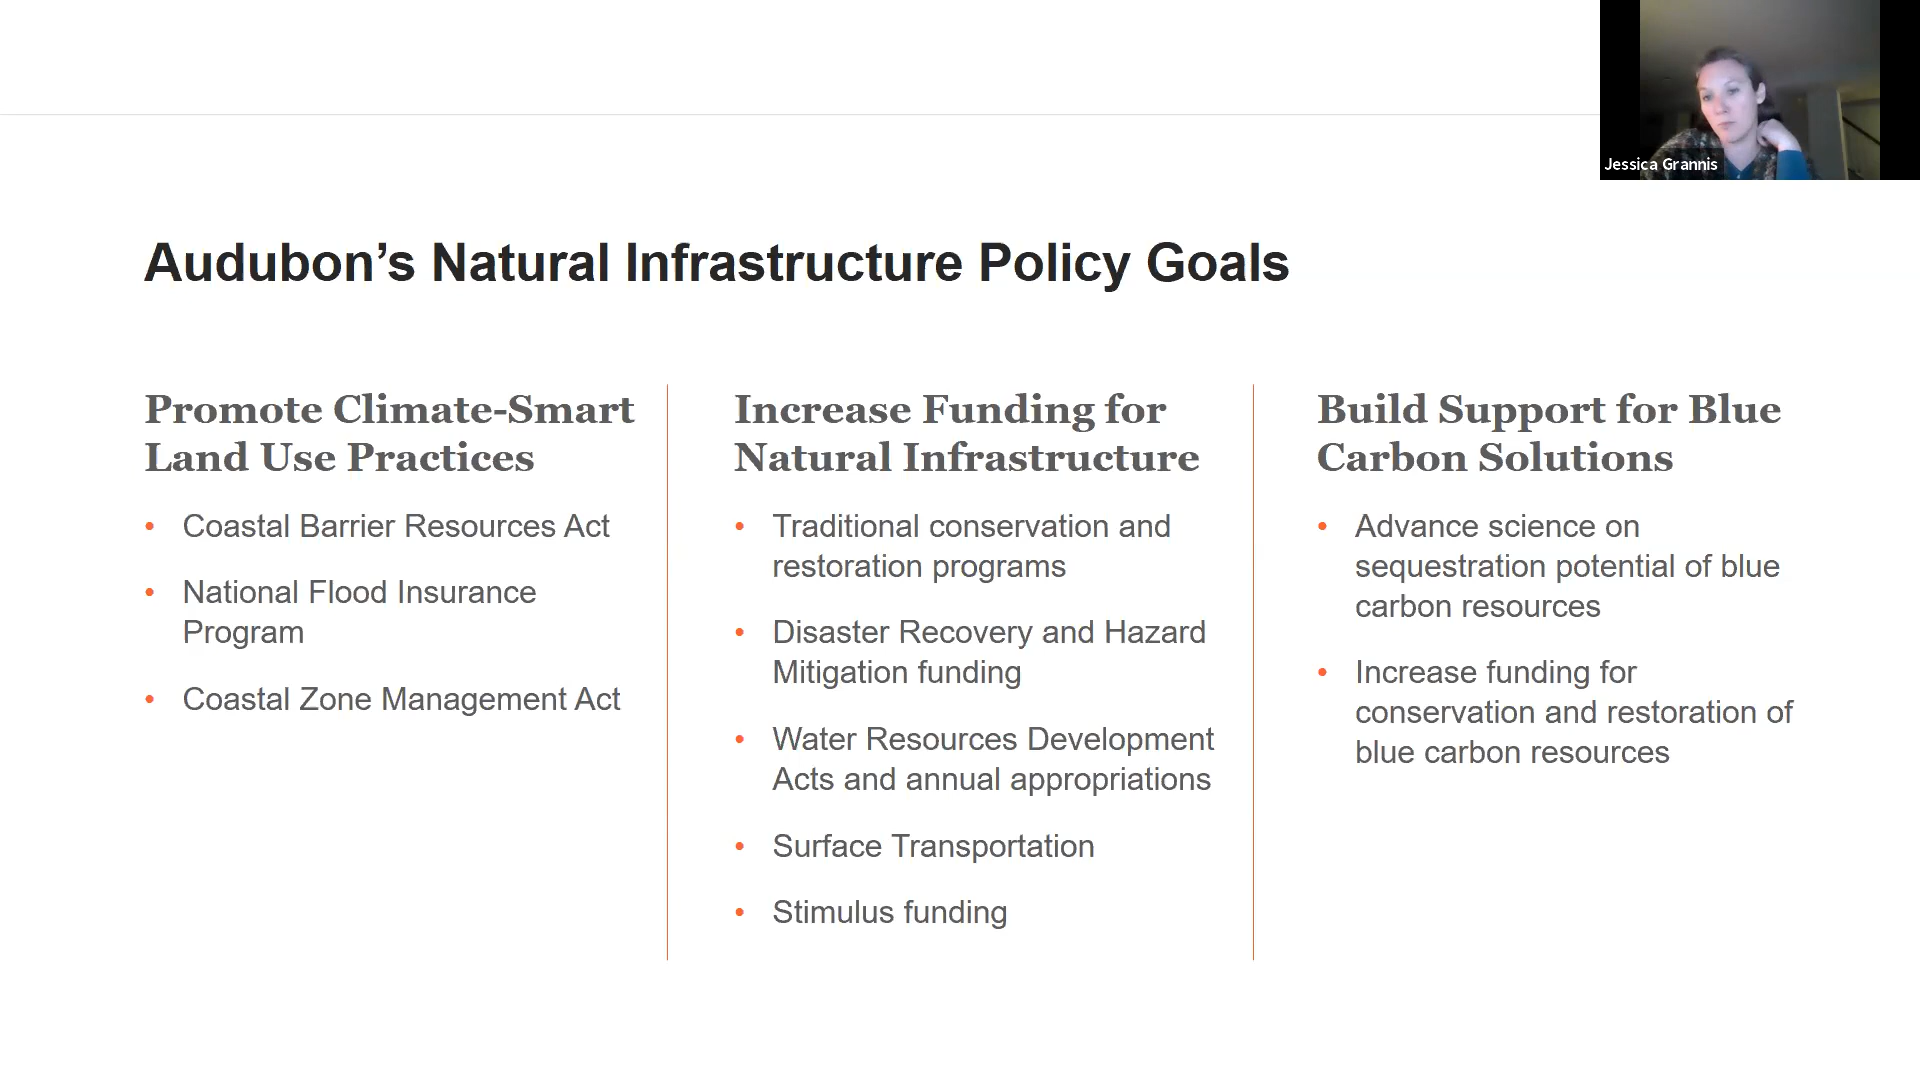 Jessica Grannis
Audubon’s Natural Infrastructure Policy Goals
Promote Climate-Smart
Land Use Practices
• Coastal Barrier Resources Act
• National Flood Insurance
Program
• Coastal Zone Management Act
Increase Funding for
Natural Infrastructure
• Traditional conservation and
restoration programs
• Disaster Recovery and Hazard
Mitigation funding
• Water Resources Development
Acts and annual appropriations
• Surface Transportation
• Stimulus funding
Build Support for Blue
Carbon Solutions
• Advance science on
sequestration potential of blue
carbon resources
• Increase funding for
conservation and restoration of
blue carbon resources